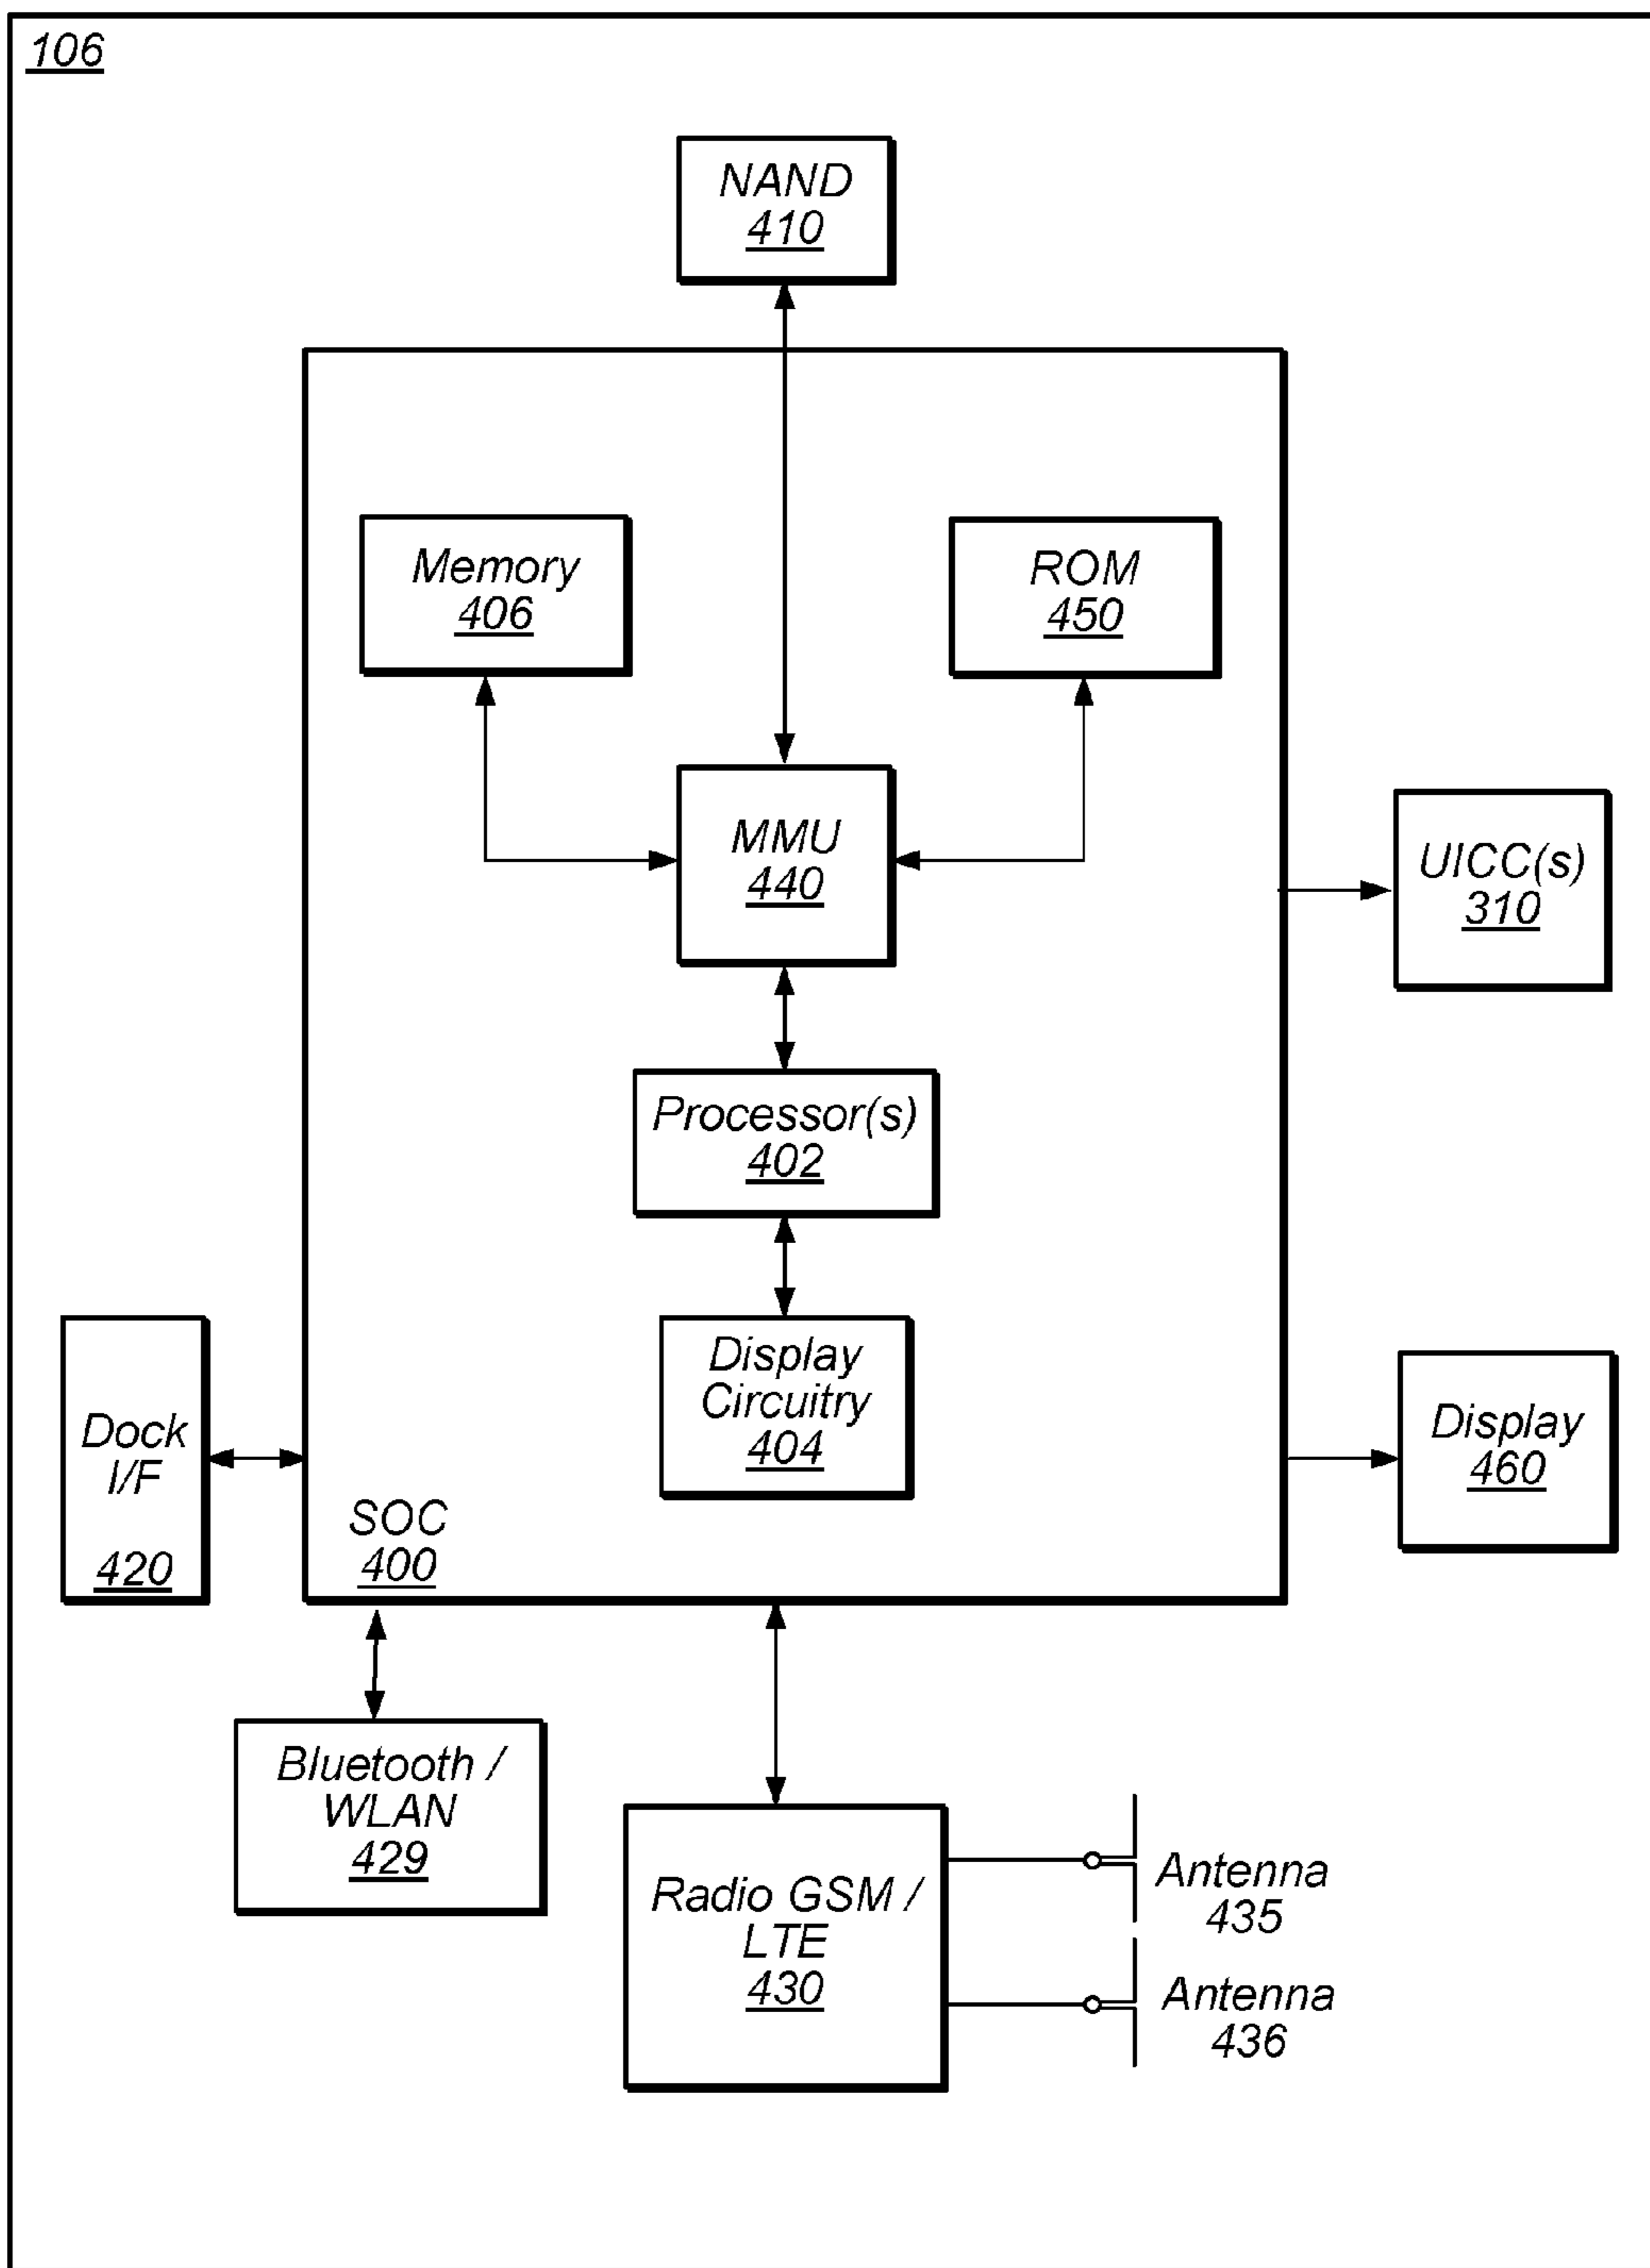 106
NAND
410
Memory
406
ROM
450
MMU
440
UICC(s)
310
Processor(s)
402
Display
Circuitry
404
Dock
I/F
420
Display
460
SOC
400
Bluetooth /
WLAN
429
Radio GSM /
LTE
430
Antenna
435
Antenna
436